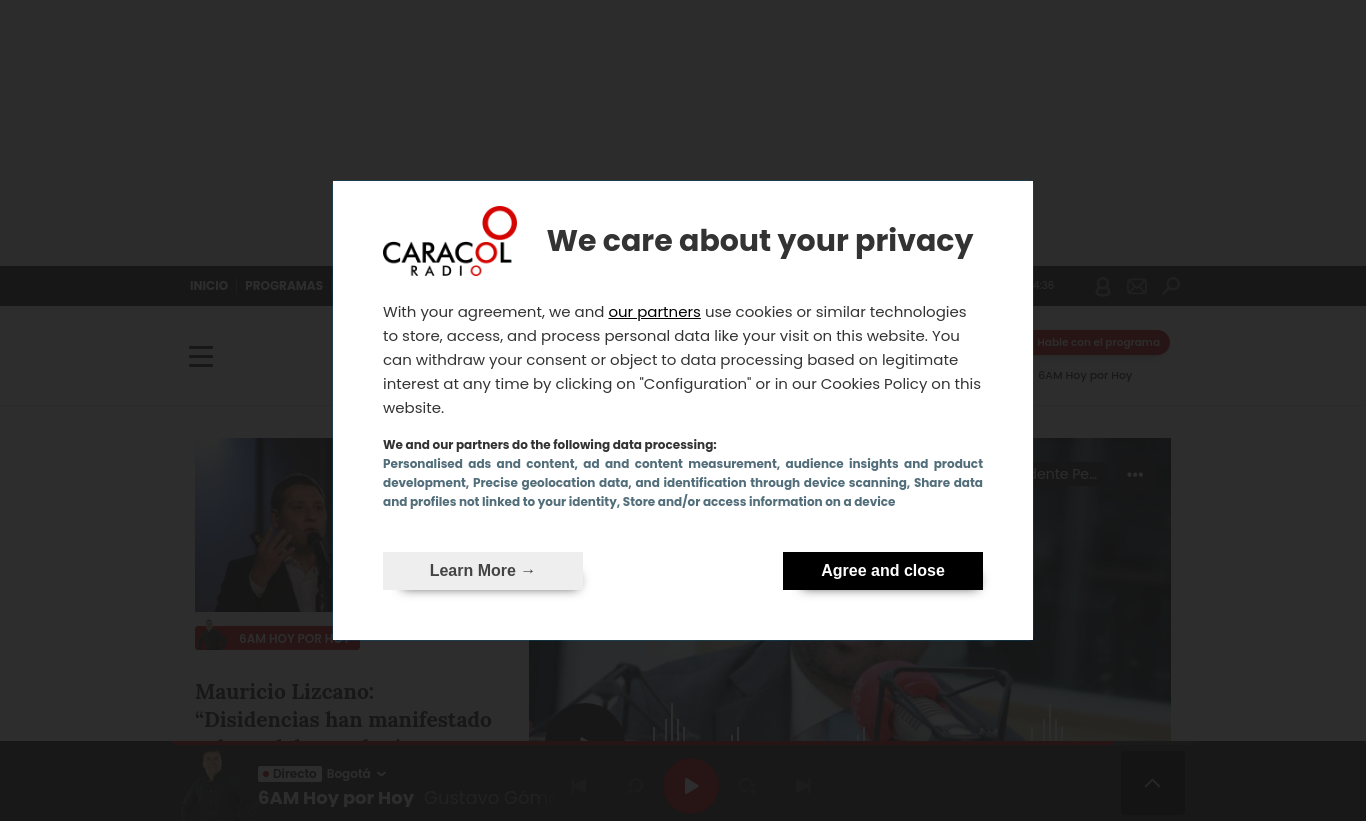 INICIO
PROGRAMAS
4:36
Hable con el programa
6AM Hoy por Hoy
CARACOL
RADIO
We care about your privacy
With your agreement, we and our partners use cookies or similar technologies
to store, access, and process personal data like your visit on this website. You
can withdraw your consent or object to data processing based on legitimate
interest at any time by clicking on "Configuration" or in our Cookies Policy on this
website.
We and our partners do the following data processing:
Personalised ads and content, ad and content measurement, audience insights and product
development, Precise geolocation data, and identification through device scanning, Share data
and profiles not linked to your identity, Store and/or access information on a device
Learn More →
Agree and close
6AM HOY POR HOY
Mauricio Lizcano:
“Disidencias han manifestado
Directo
Bogotá
6AM Hoy por Hoy
Gustavo Góm